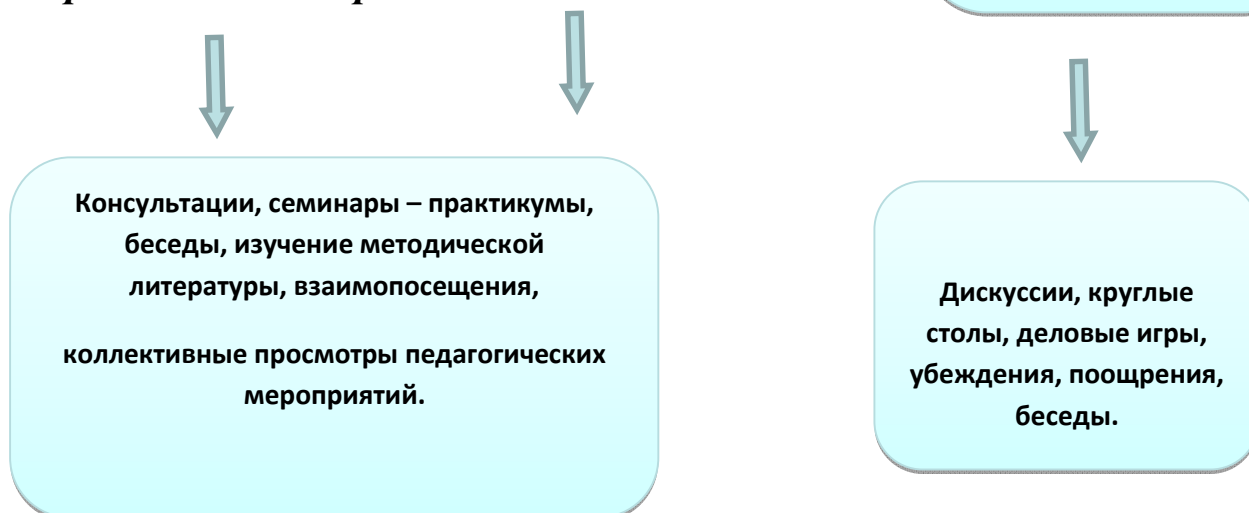 Консультации, семинары – практикумы,
беседы, изучение методической
литературы, взаимопосещения,
коллективные просмотры педагогических
мероприятий.
Дискуссии, круглые
столы, деловые игры,
убеждения, поощрения,
беседы.